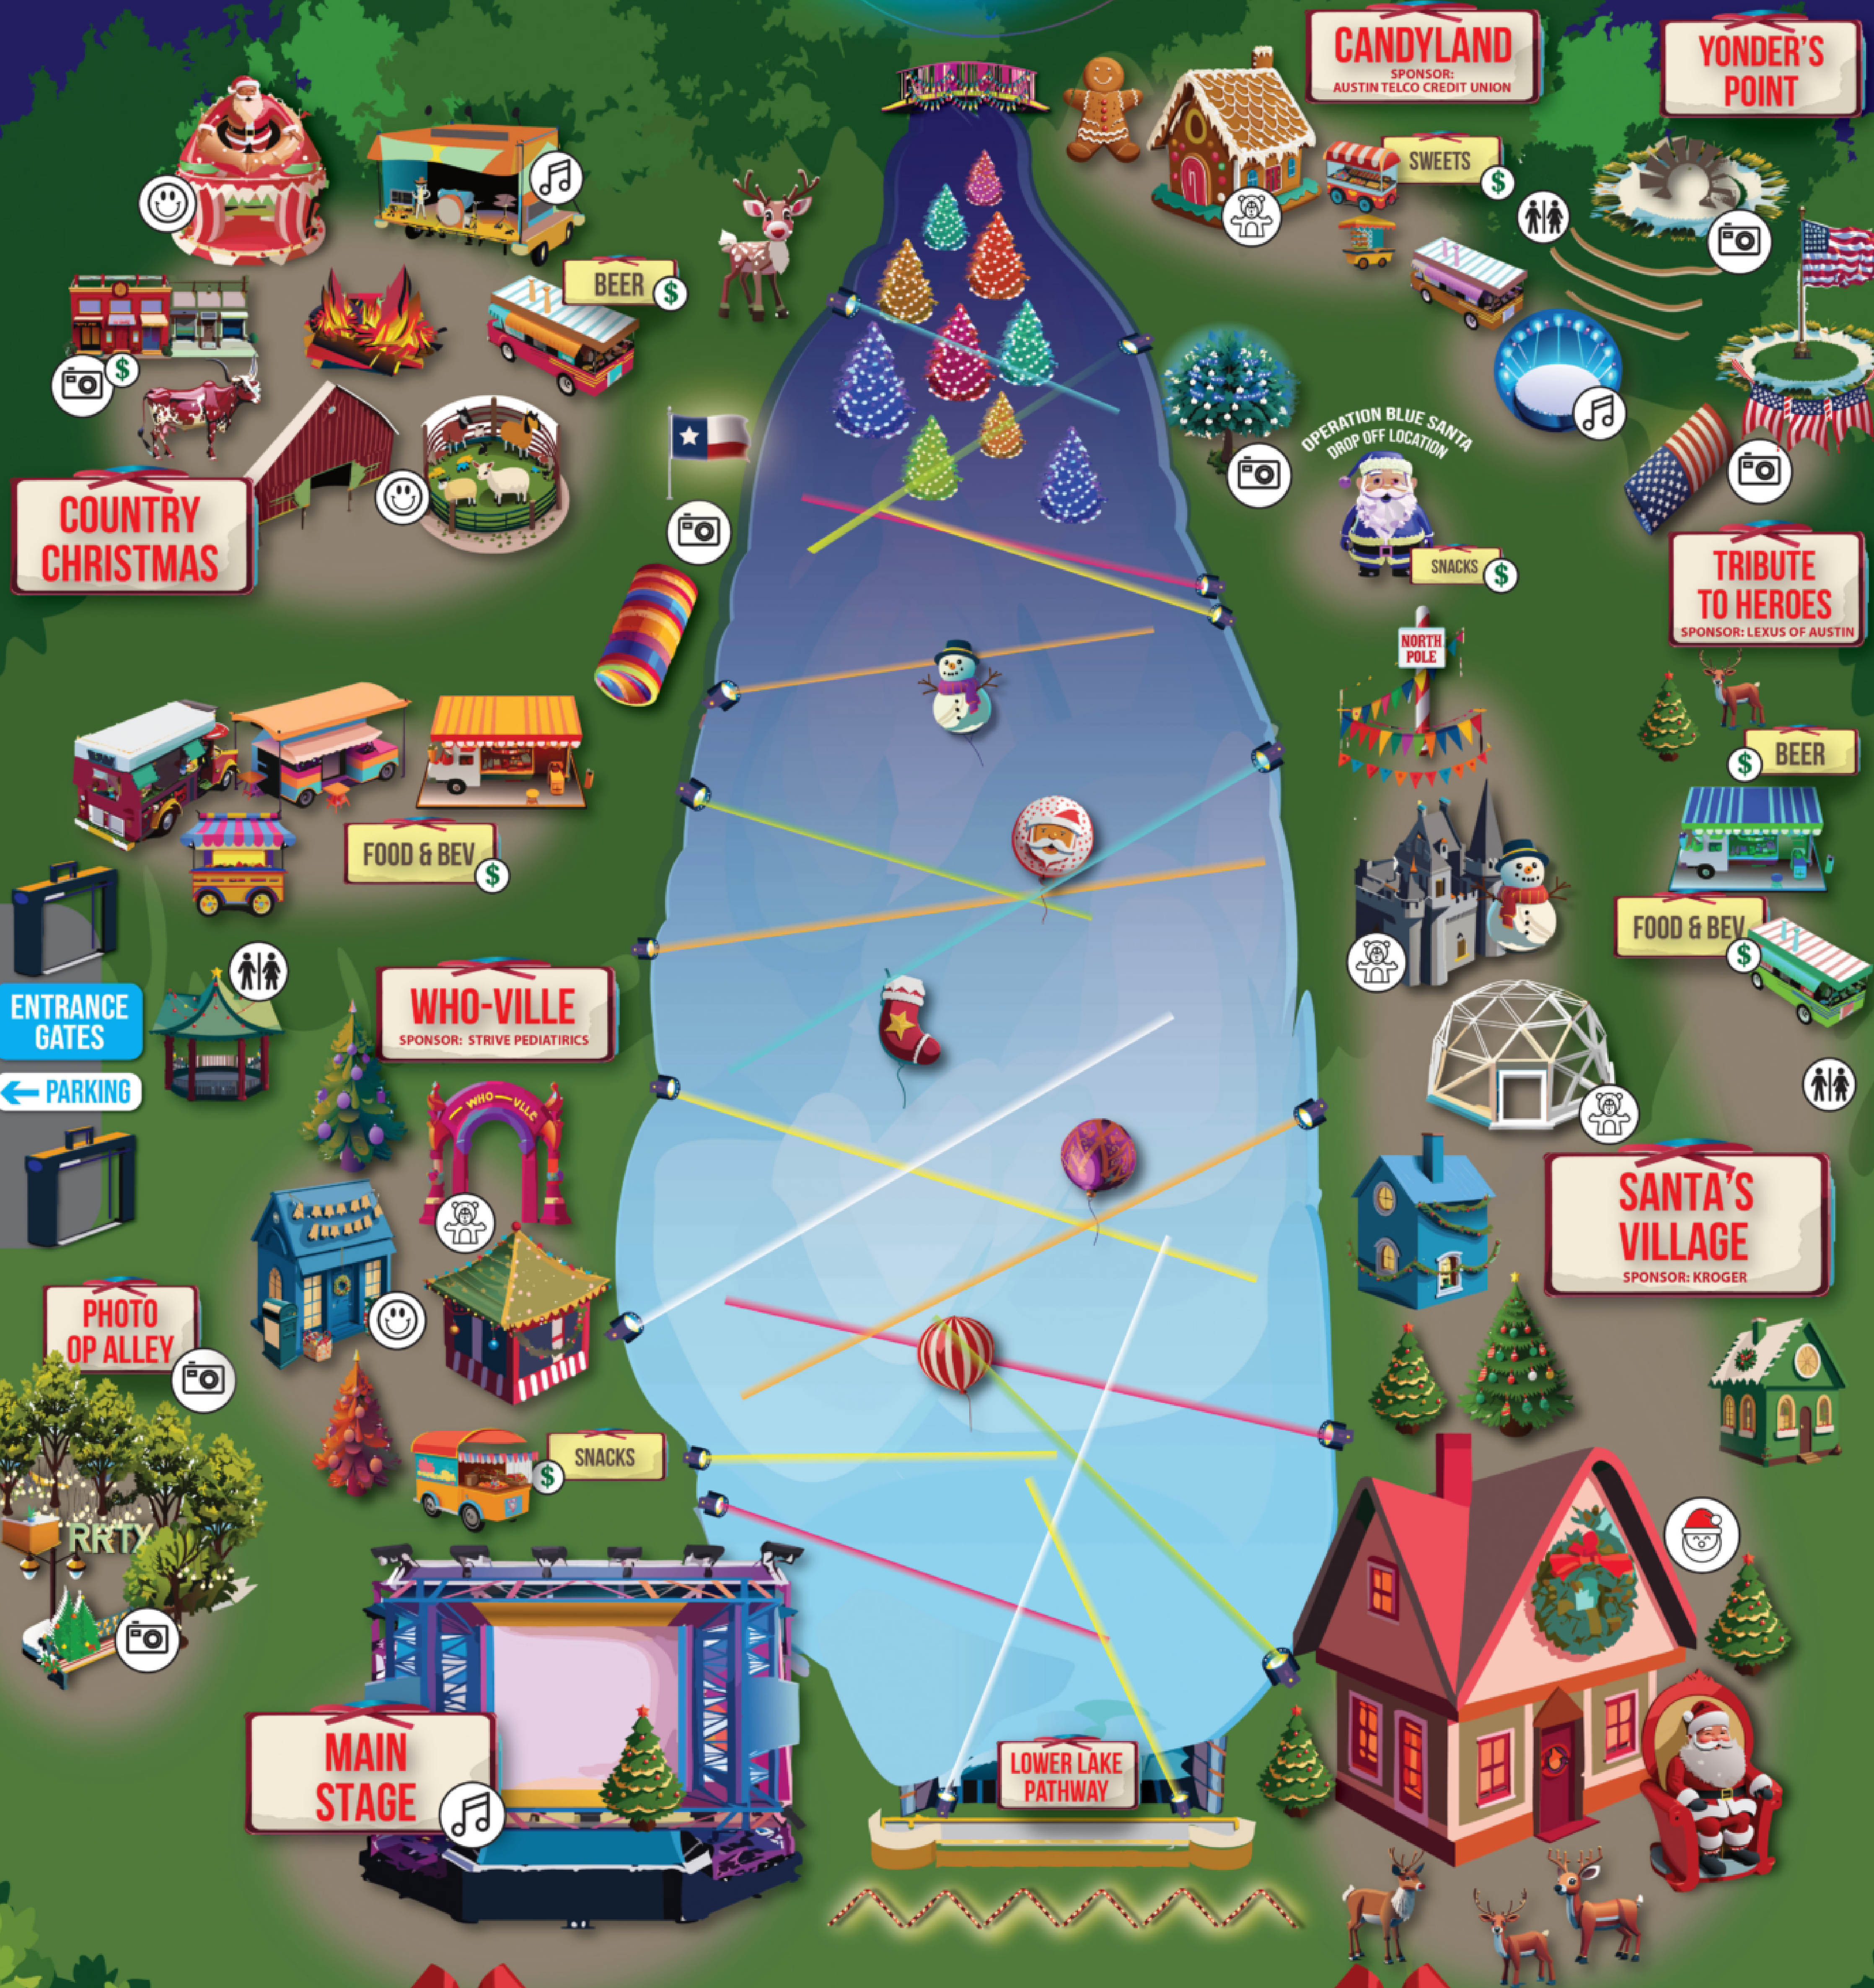 CANDYLAND
SPONSOR:
AUSTIN TELCO CREDIT UNION
YONDER'S
POINT
SWEETS
$
BEER
$
$
OPERATION BLUE SANTA
DROP OFF LOCATION
SNACKS
$
COUNTRY
CHRISTMAS
TRIBUTE
TO HEROES
SPONSOR: LEXUS OF AUSTIN
NORTH
POLE
$
BEER
FOOD & BEV
$
FOOD & BEV
$
ENTRANCE
GATES
PARKING
WHO-VILLE
SPONSOR: STRIVE PEDIATIRICS
WHO-VLLE
SANTA'S
VILLAGE
SPONSOR: KROGER
PHOTO
OP ALLEY
SNACKS
$
RRTX
MAIN
STAGE
LOWER LAKE
PATHWAY